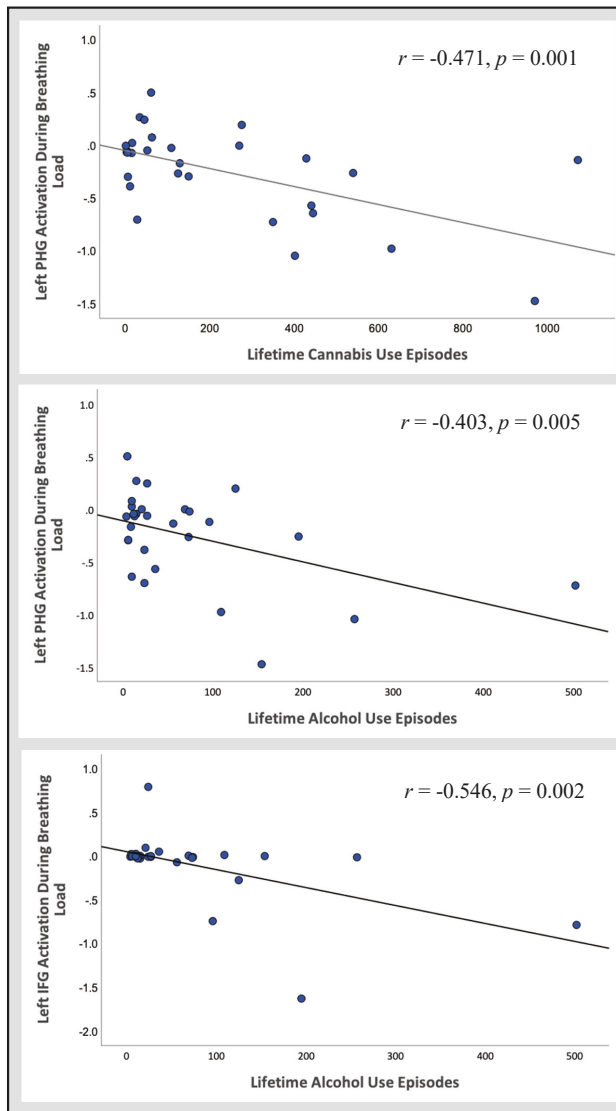 r = -0.471, p = 0.001
Left PHG Activation During Breathing
Load
1.0
.5
.0
-.5
-1.0
-1.5
0 200 400 600 800 1000
Lifetime Cannabis Use Episodes
r = -0.403, p = 0.005
Left PHG Activation During Breathing
Load
1.0
.5
.0
-.5
-1.0
-1.5
0 100 200 300 400 500
Lifetime Alcohol Use Episodes
r = -0.546, p = 0.002
Left IFG Activation During Breathing
Load
1.0
.5
.0
-.5
-1.0
-1.5
-2.0
0 100 200 300 400 500
Lifetime Alcohol Use Episodes